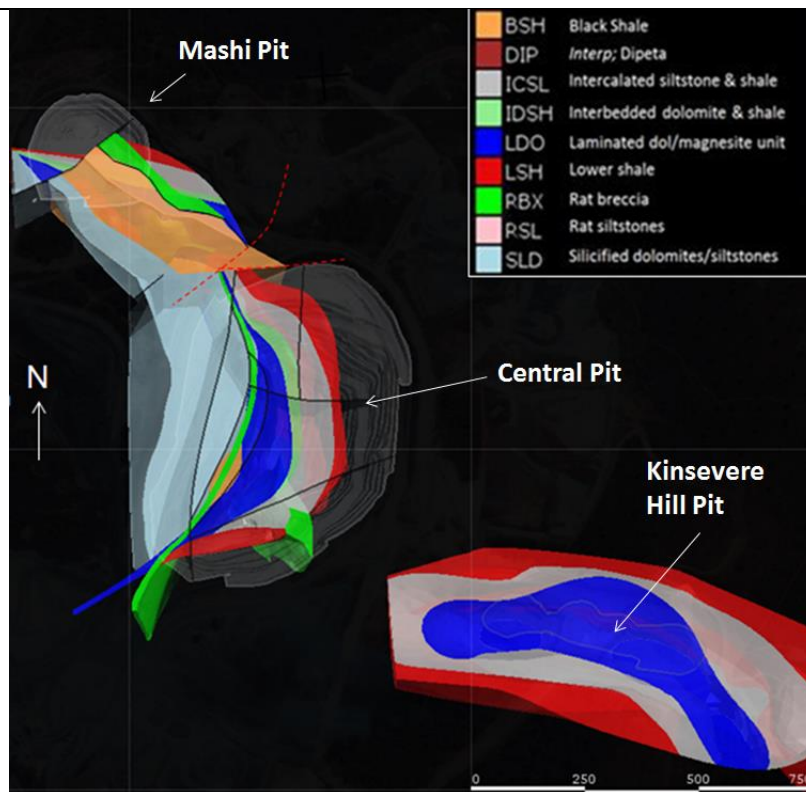 Mashi Pit
BSH Black Shale
DIP Interp; Dipeta
ICSL Intercalated siltstone & shale
IDSH Interbedded dolomite & shale
LDO Laminated dol/magnesite unit
LSH Lower shale
RBX Rat breccia
RSL Rat siltstones
SLD Silicified dolomites/siltstones
N
Central Pit
Kinsevere
Hill Pit
0 250 500 750